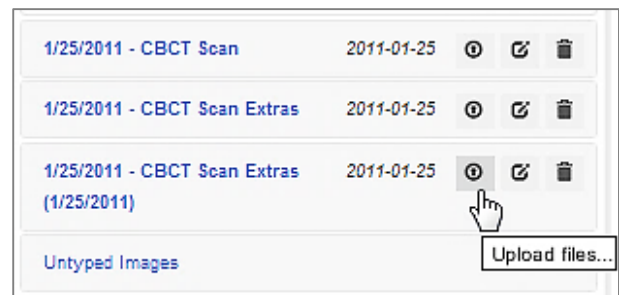 1/25/2011 - CBCT Scan 2011-01-25
1/25/2011 - CBCT Scan Extras 2011-01-25
1/25/2011 - CBCT Scan Extras 2011-01-25
(1/25/2011)
Upload files...
Untyped Images